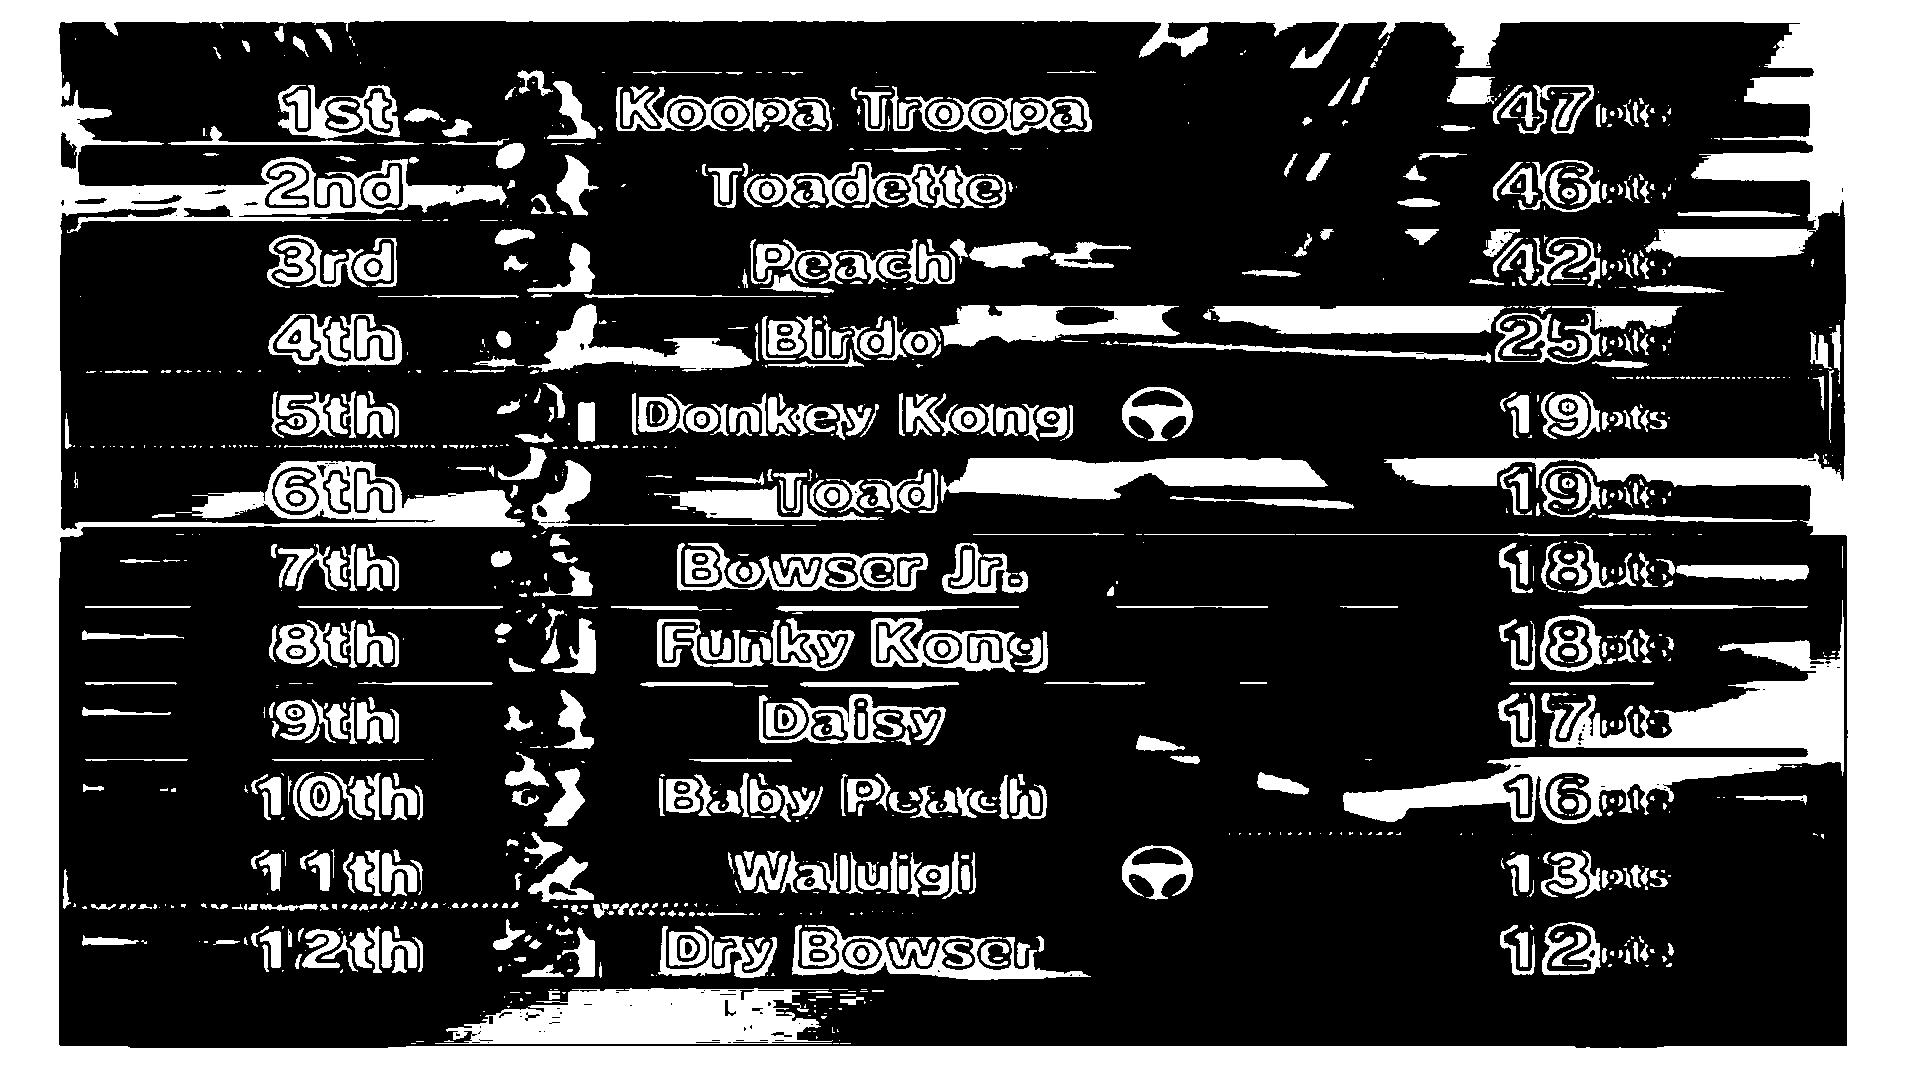 1st Koopa Troopa 47pts
2nd Toadette 46pts
3rd Peach 42pts
4th Birdo 25pts
5th Donkey Kong 19pts
6th Toad 19pts
7th Bowser Jr. 18pts
8th Funky Kong 18pts
9th Daisy 17pts
10th Baby Peach 16pts
11th Waluigi 13pts
12th Dry Bowser 12pts